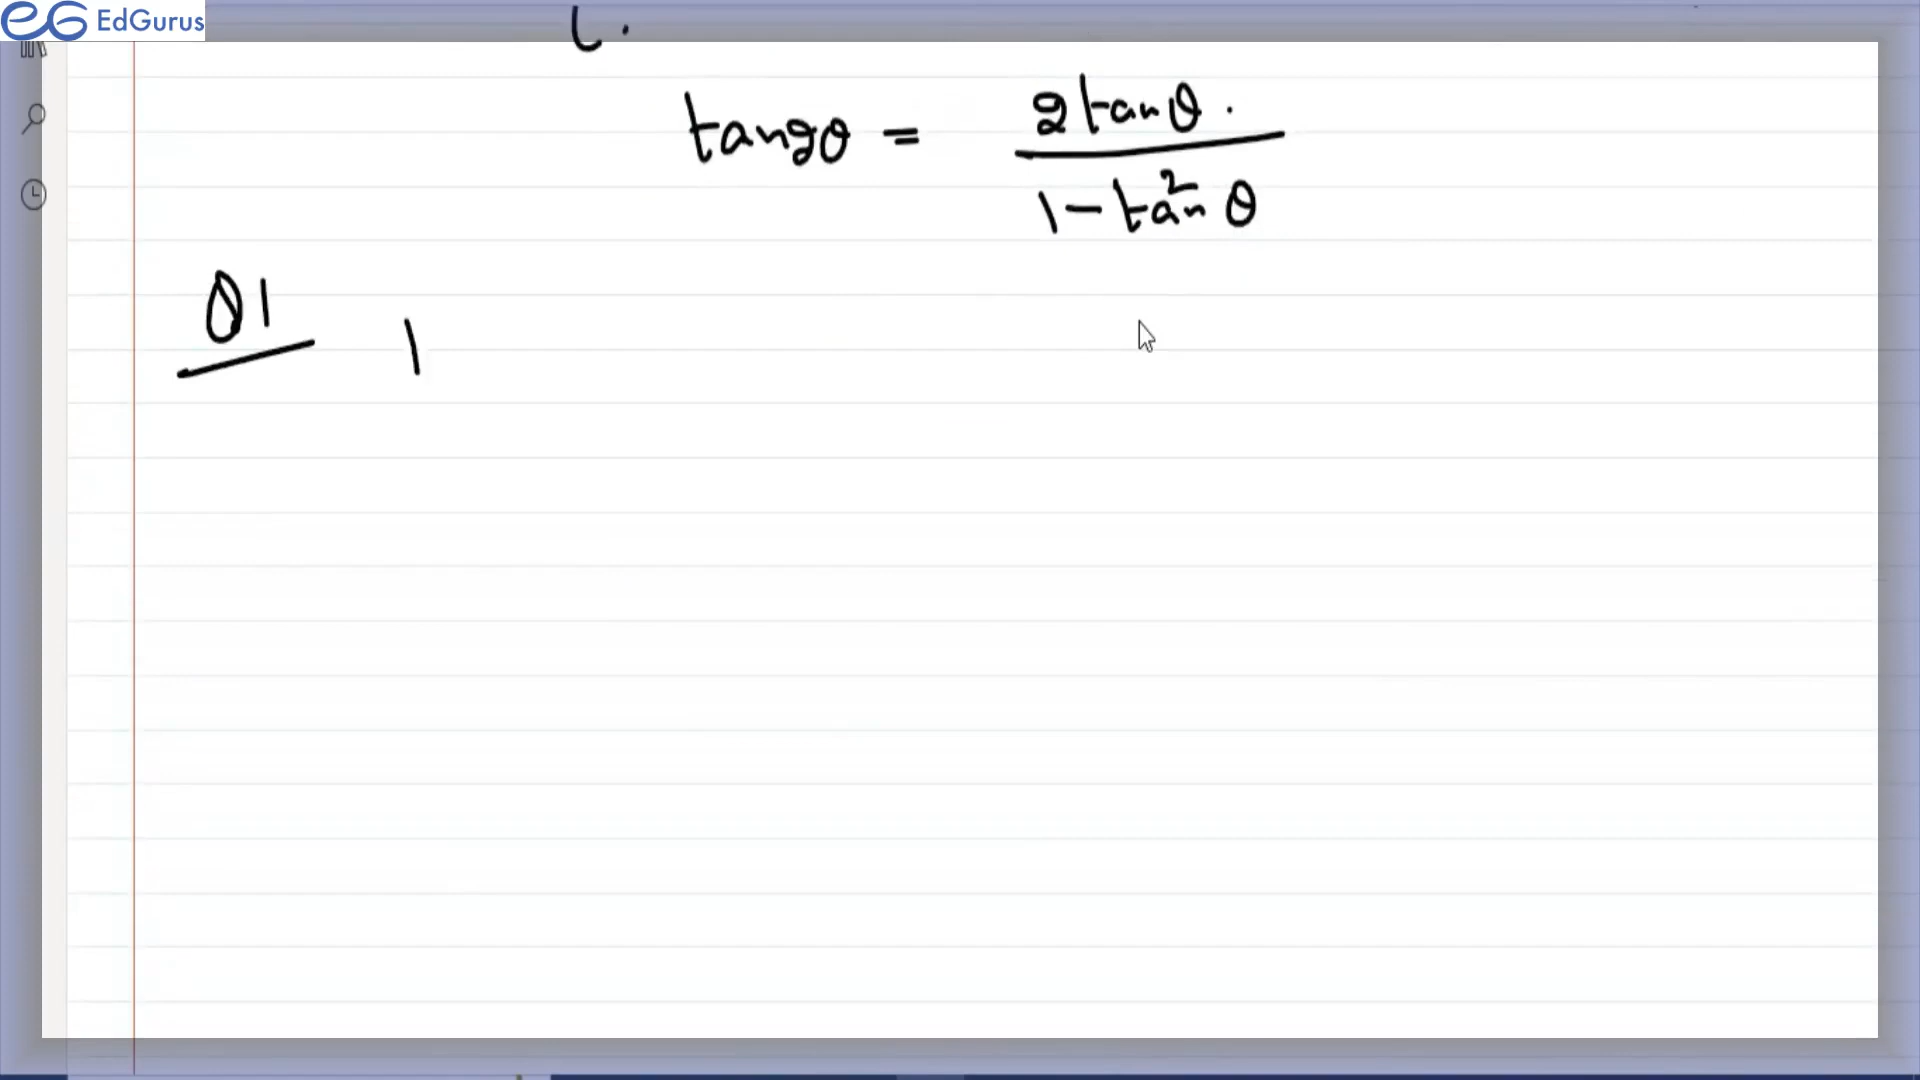 EdGurus
tan2θ = 2tanθ.
1-tan²θ
Q1 1